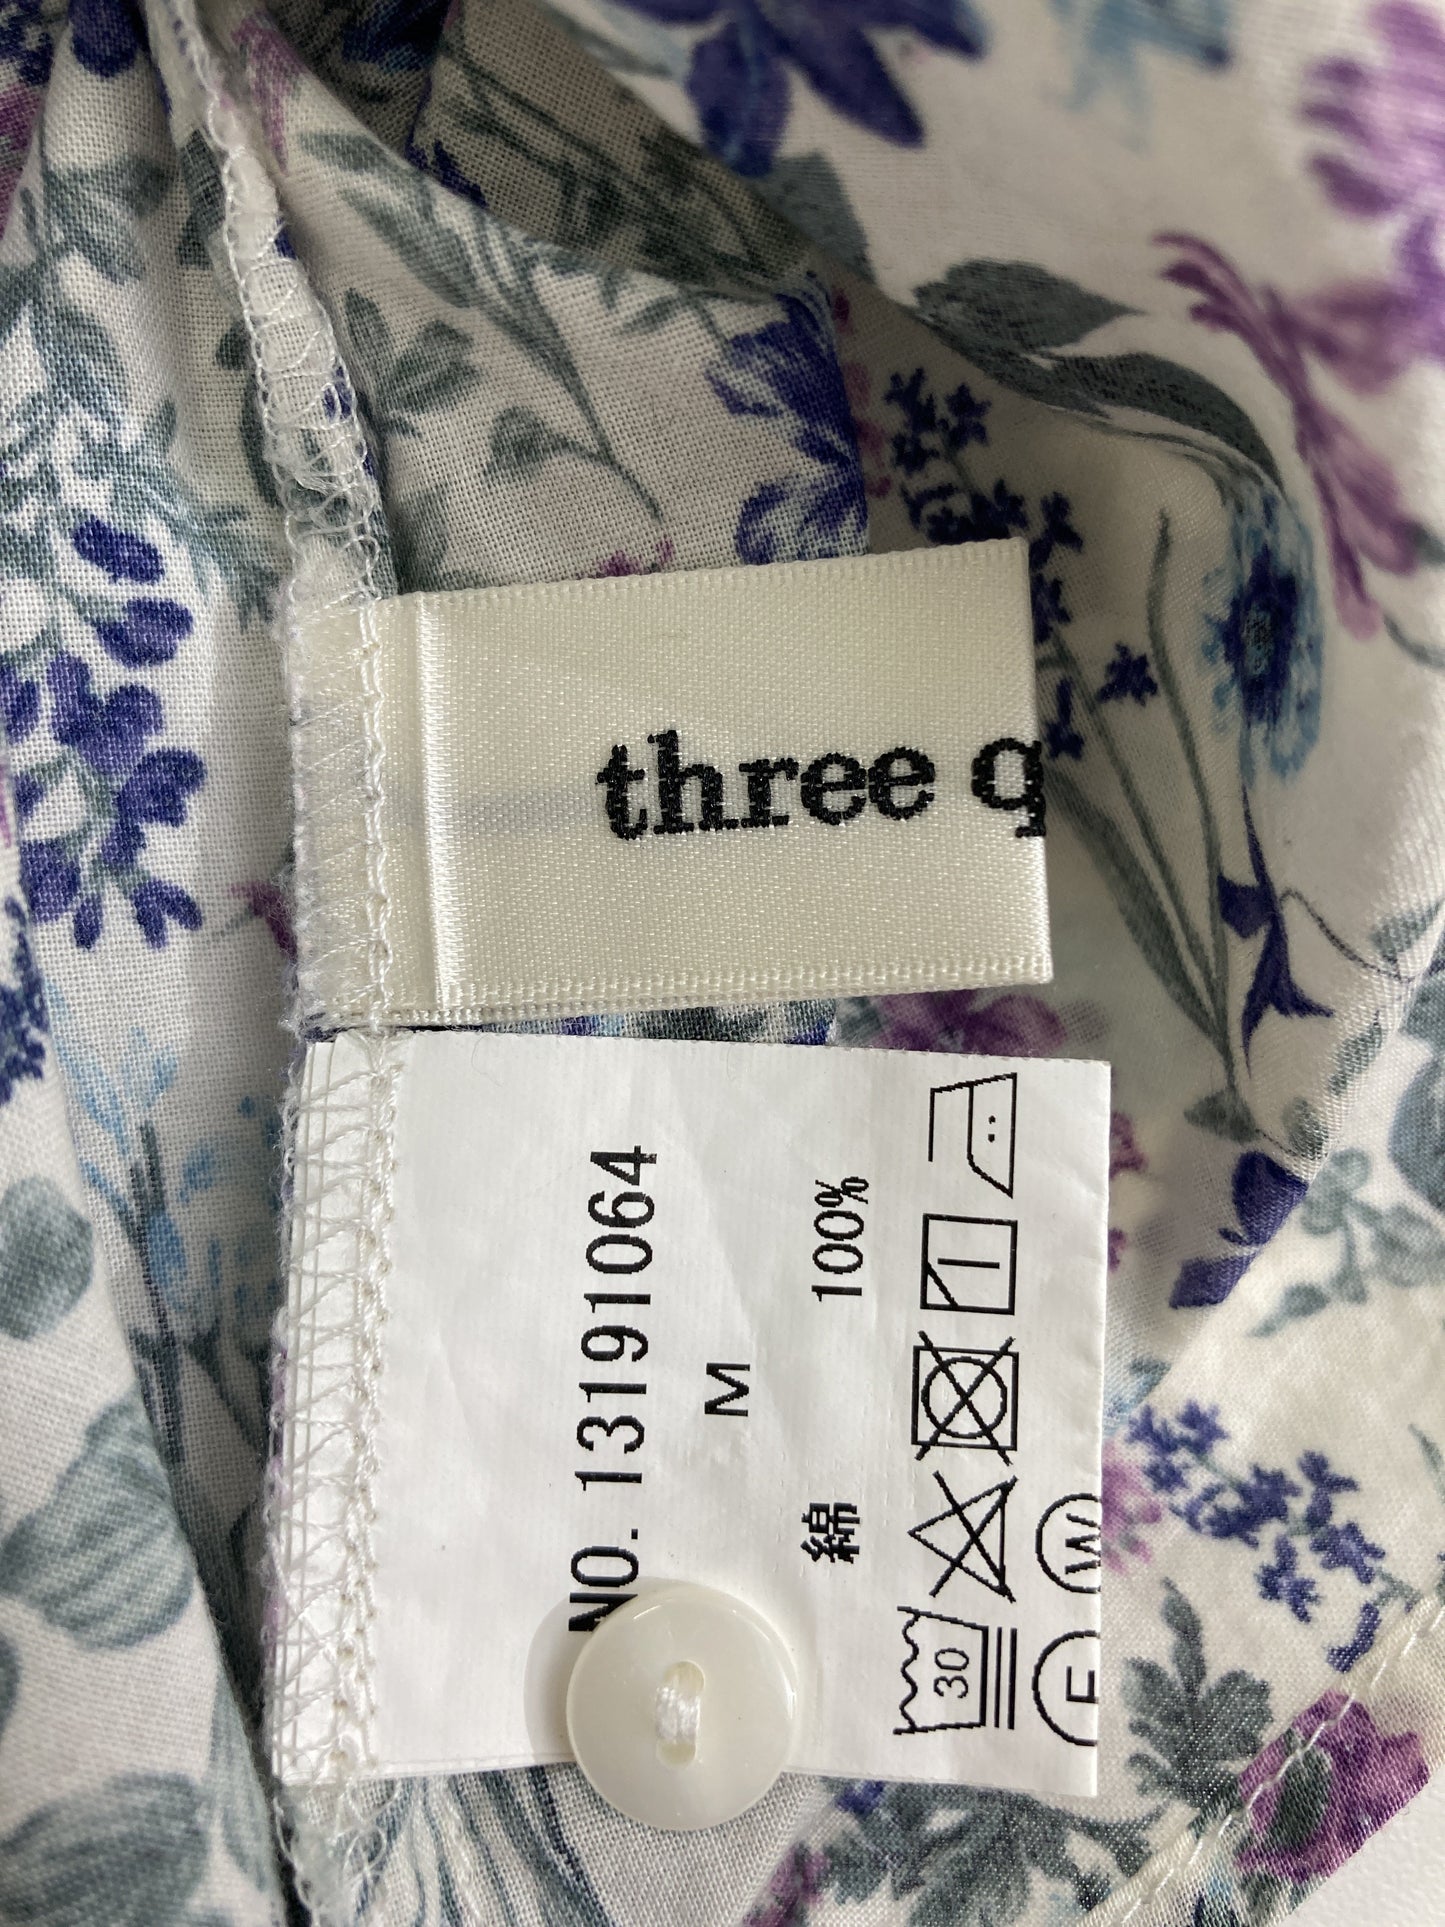 three q
NO. 13191064
M
綿 100%
30
F W